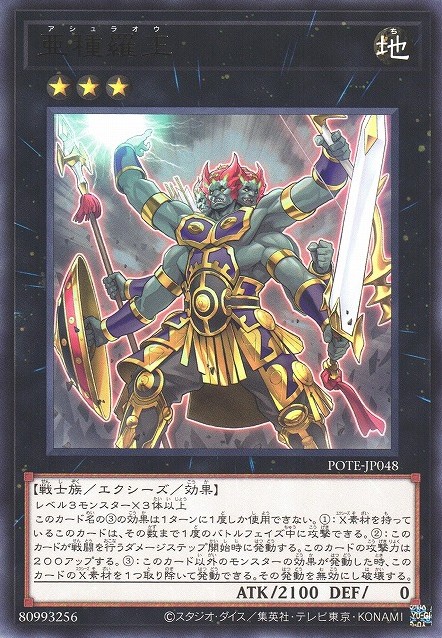 アシュラオウ
亜種羅王
ち
地
POTE-JP048
【戦士族/エクシーズ/効果】
レベル3モンスター×3体以上
このカード名の③の効果は1ターンに1度しか使用できない。①：X素材を持って
いるこのカードは、その数まで1度のバトルフェイズ中に攻撃できる。②：この
カードが戦闘を行うダメージステップ開始時に発動する。このカードの攻撃力は
200アップする。③：このカード以外のモンスターの効果が発動した時、この
カードのX素材を1つ取り除いて発動できる。その発動を無効にし破壊する。
ATK/2100 DEF/ 0
80993256 ©スタジオ・ダイス/集英社・テレビ東京・KONAMI